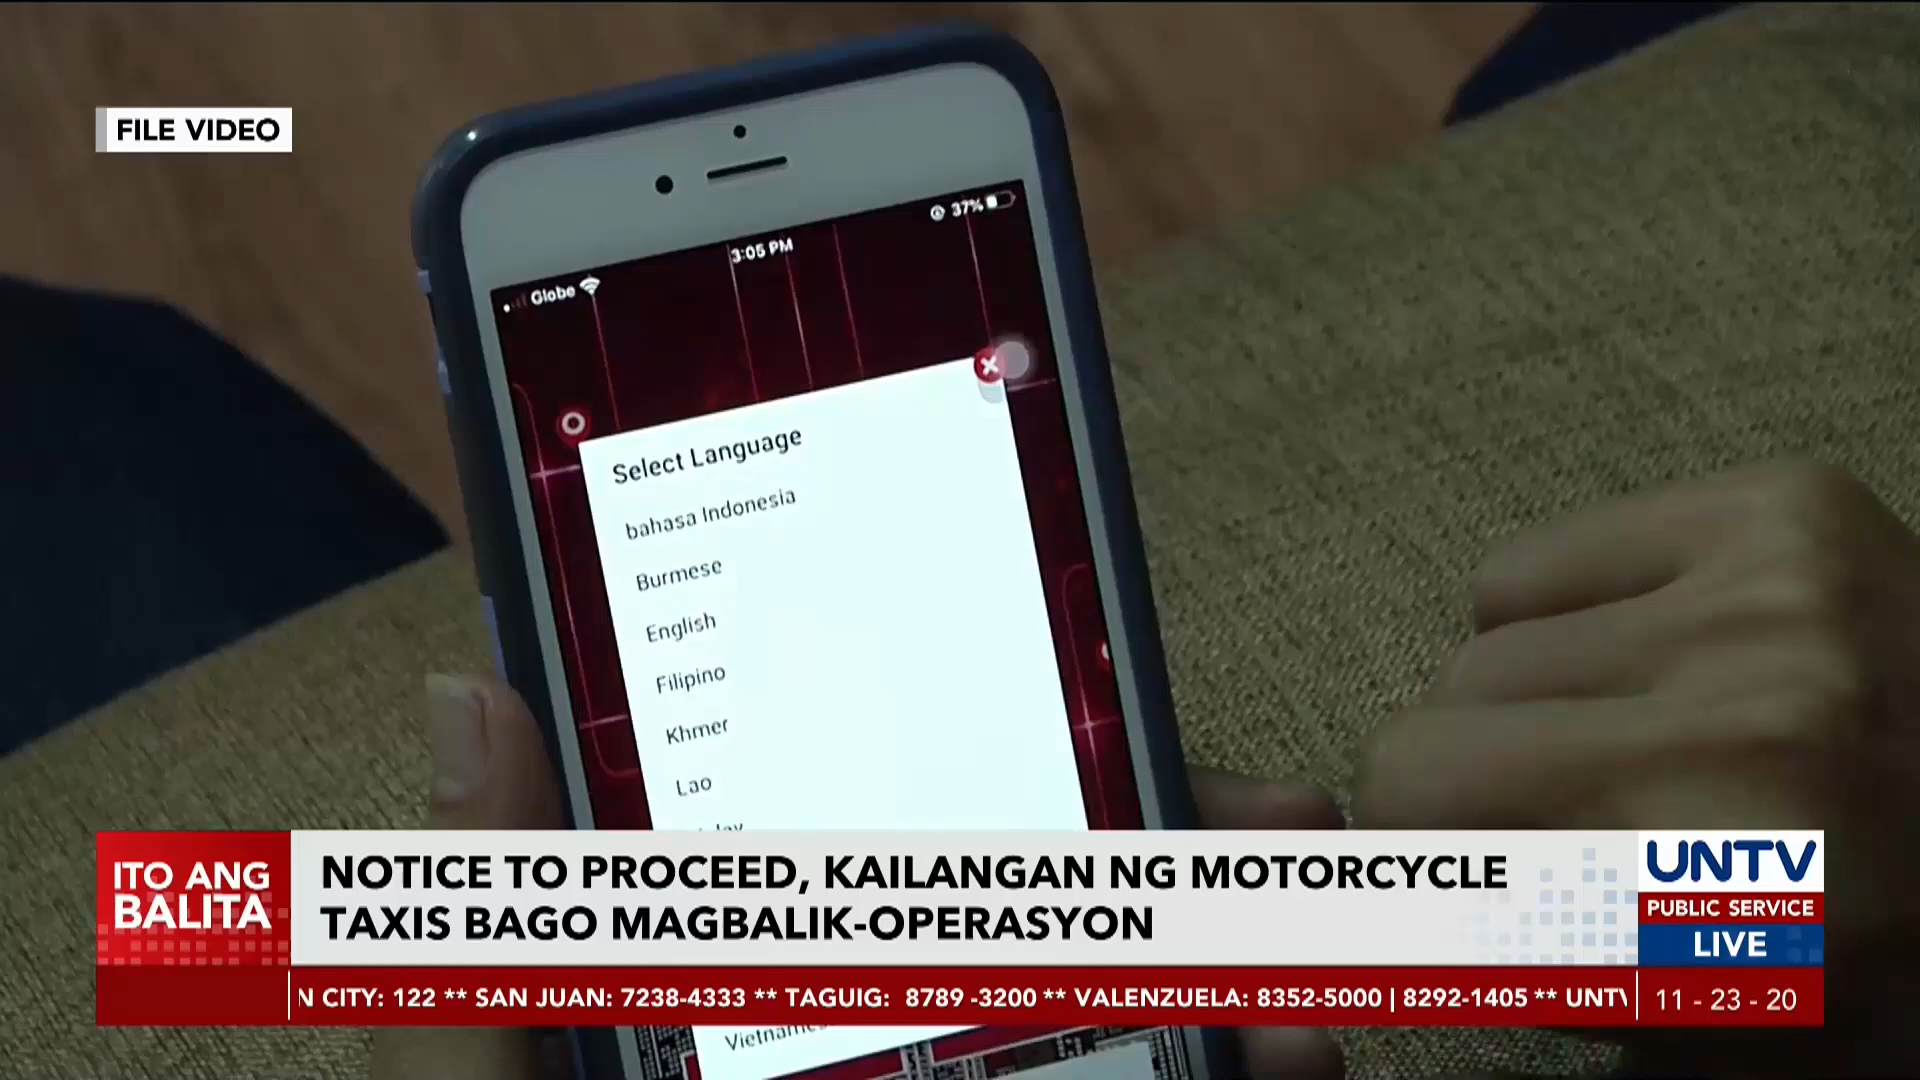 FILE VIDEO
37%
3:05 PM
Globe
Select Language
bahasa Indonesia
Burmese
English
Filipino
Khmer
Lao
ITO ANG
BALITA
NOTICE TO PROCEED, KAILANGAN NG MOTORCYCLE
TAXIS BAGO MAGBALIK-OPERASYON
UNTV
PUBLIC SERVICE
LIVE
N CITY: 122 ** SAN JUAN: 7238-4333 ** TAGUIG: 8789 -3200 ** VALENZUELA: 8352-5000 | 8292-1405 ** UNTV
11 - 23 - 20